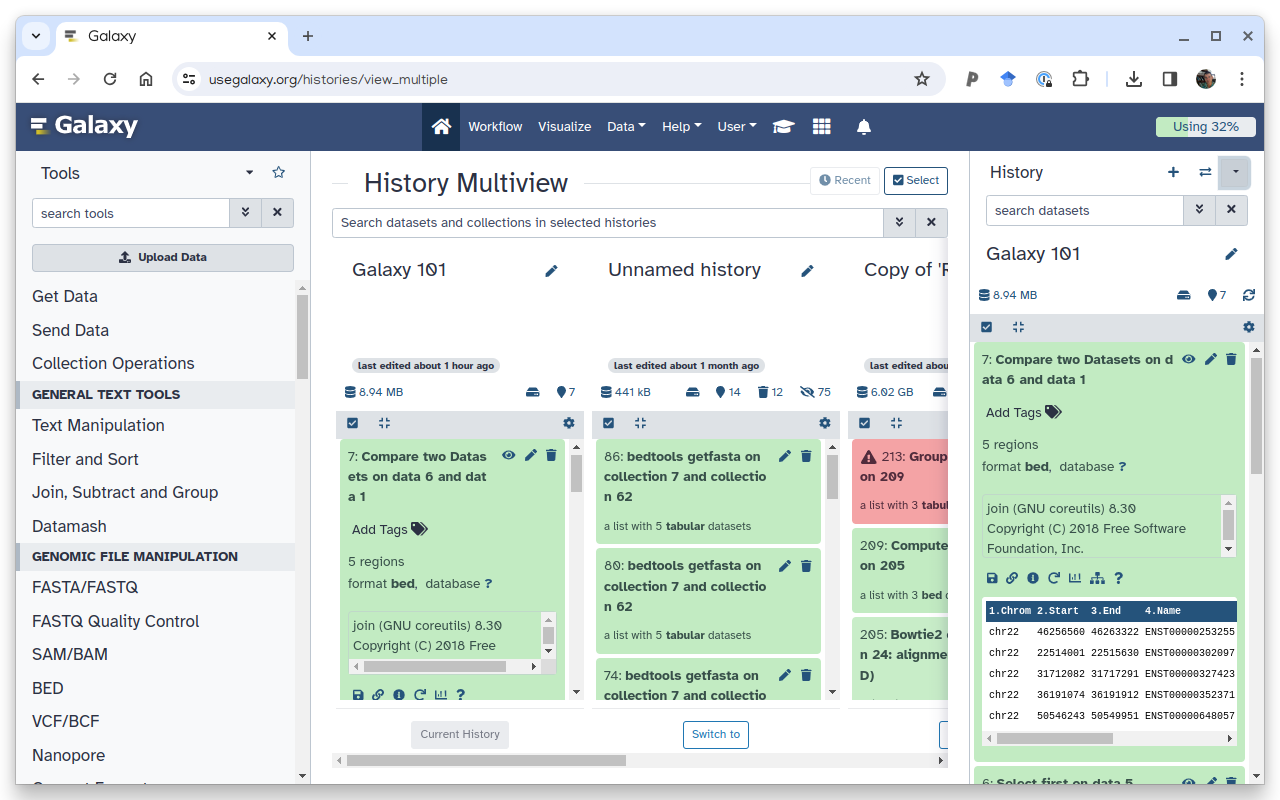 Galaxy
usegalaxy.org/histories/view_multiple
Galaxy
Workflow
Visualize
Data
Help
User
Using 32%
Tools
search tools
Upload Data
Get Data
Send Data
Collection Operations
GENERAL TEXT TOOLS
Text Manipulation
Filter and Sort
Join, Subtract and Group
Datamash
GENOMIC FILE MANIPULATION
FASTA/FASTQ
FASTQ Quality Control
SAM/BAM
BED
VCF/BCF
Nanopore
History Multiview
Recent
Select
Search datasets and collections in selected histories
Galaxy 101
last edited about 1 hour ago
8.94 MB
7
7: Compare two Datas
ets on data 6 and dat
a 1
Add Tags
5 regions
format bed, database ?
join (GNU coreutils) 8.30
Copyright (C) 2018 Free
Current History
Unnamed history
last edited about 1 month ago
441 kB
14
12
75
86: bedtools getfasta on
collection 7 and collectio
n 62
a list with 5 tabular datasets
80: bedtools getfasta on
collection 7 and collectio
n 62
a list with 5 tabular datasets
74: bedtools getfasta on
collection 7 and collectio
Switch to
Copy of 'R
last edited abou
6.02 GB
213: Group
on 209
a list with 3 tabul
209: Compute
on 205
a list with 3 bed
205: Bowtie2
n 24: alignme
D)
History
search datasets
Galaxy 101
8.94 MB
7
7: Compare two Datasets on d
ata 6 and data 1
Add Tags
5 regions
format bed, database ?
join (GNU coreutils) 8.30
Copyright (C) 2018 Free Software
Foundation, Inc.
1.Chrom 2.Start 3.End 4.Name
chr22 46256560 46263322 ENST00000253255
chr22 22514001 22515630 ENST00000302097
chr22 31712082 31717291 ENST00000327423
chr22 36191074 36191912 ENST00000352371
chr22 50546243 50549951 ENST00000648057
6: Select first on data 5